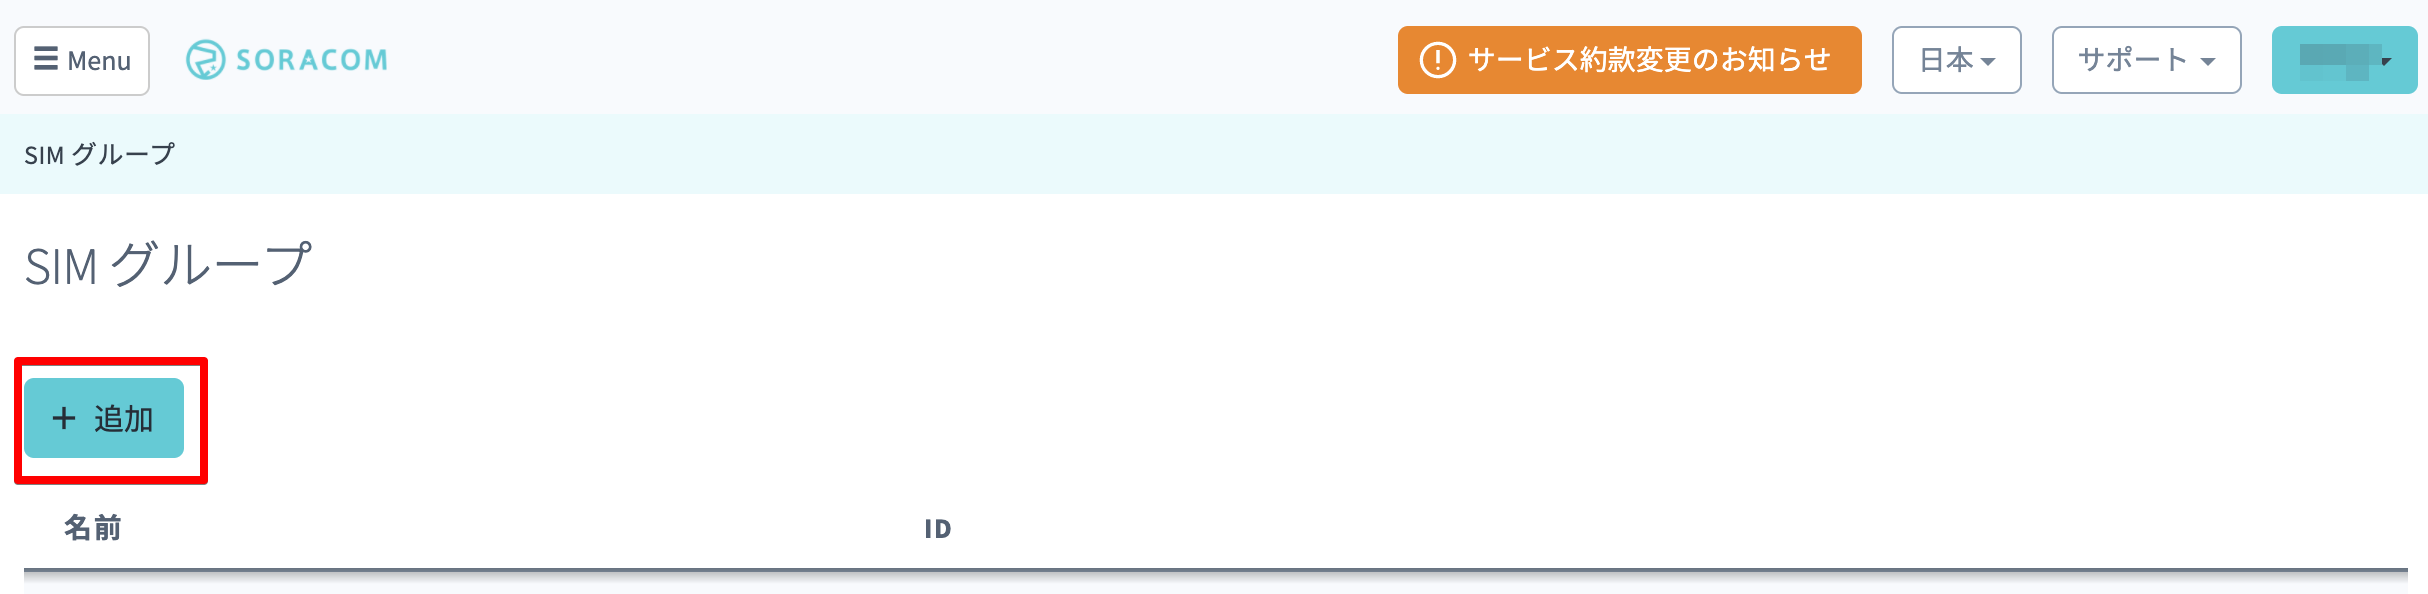 Menu
SORACOM
サービス約款変更のお知らせ
日本
サポート
SIM グループ
SIM グループ
+ 追加
名前
ID